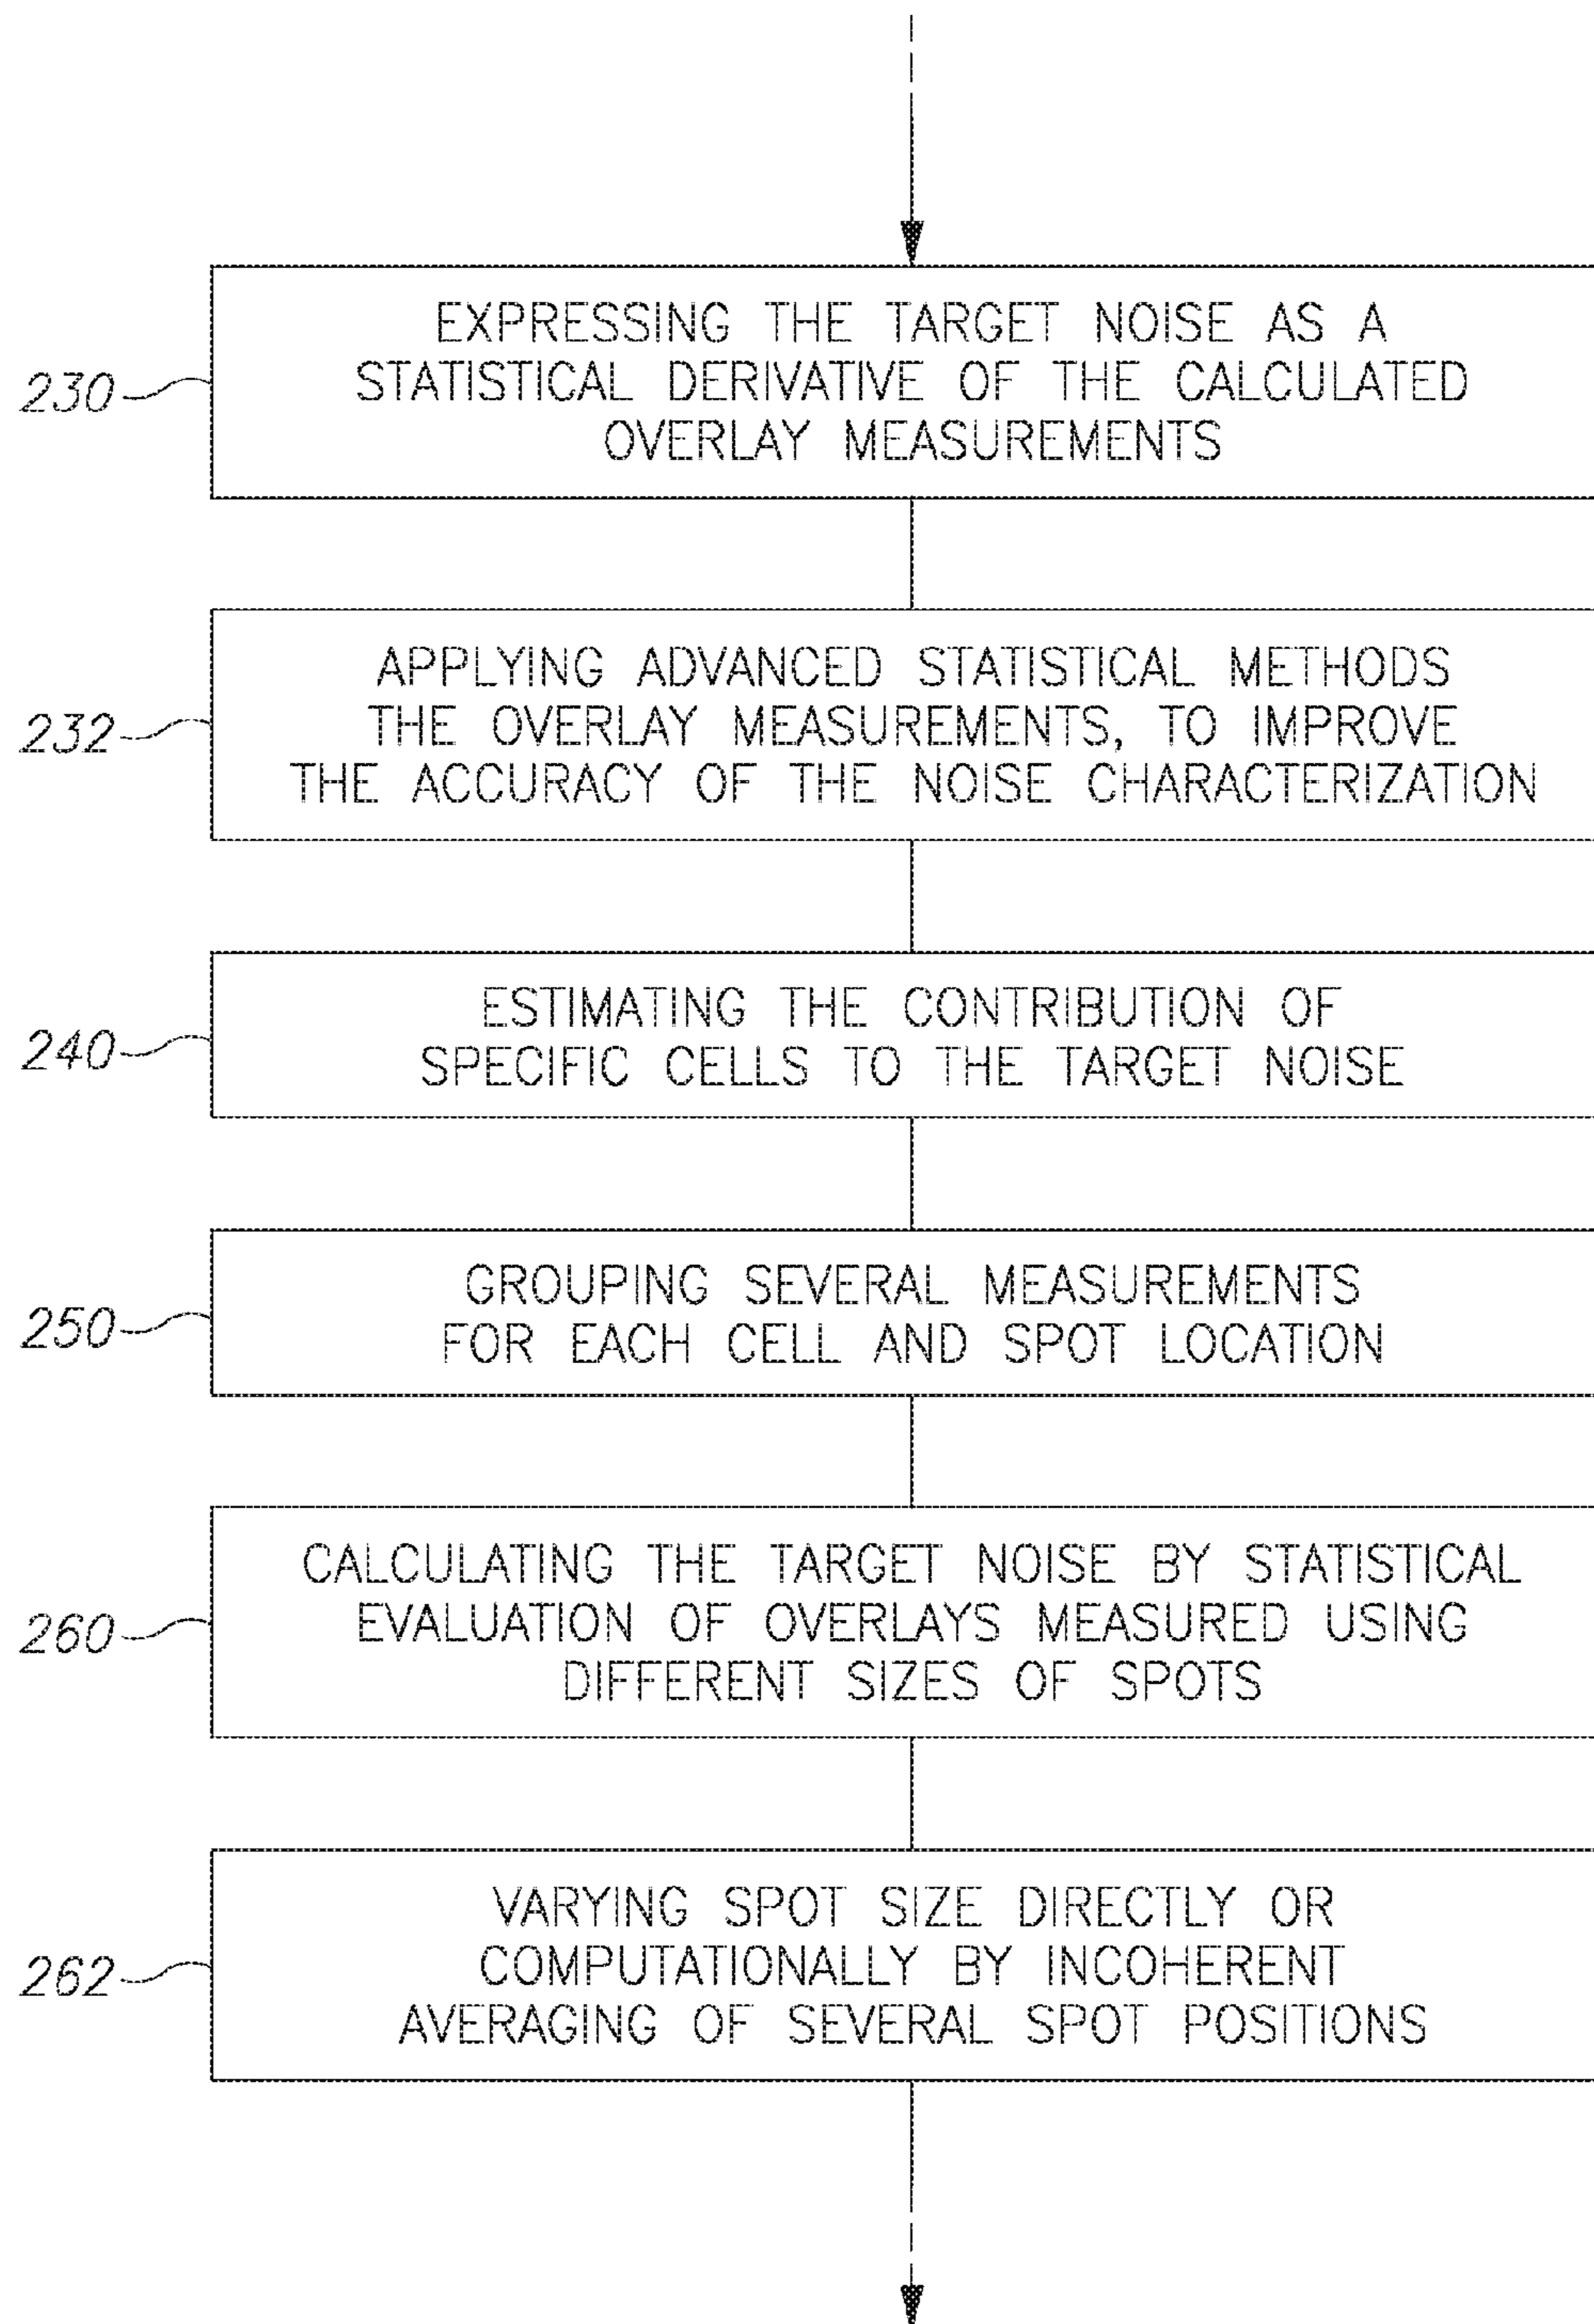 230
EXPRESSING THE TARGET NOISE AS A
STATISTICAL DERIVATIVE OF THE CALCULATED
OVERLAY MEASUREMENTS
232
APPLYING ADVANCED STATISTICAL METHODS
THE OVERLAY MEASUREMENTS, TO IMPROVE
THE ACCURACY OF THE NOISE CHARACTERIZATION
240
ESTIMATING THE CONTRIBUTION OF
SPECIFIC CELLS TO THE TARGET NOISE
250
GROUPING SEVERAL MEASUREMENTS
FOR EACH CELL AND SPOT LOCATION
260
CALCULATING THE TARGET NOISE BY STATISTICAL
EVALUATION OF OVERLAYS MEASURED USING
DIFFERENT SIZES OF SPOTS
262
VARYING SPOT SIZE DIRECTLY OR
COMPUTATIONALLY BY INCOHERENT
AVERAGING OF SEVERAL SPOT POSITIONS